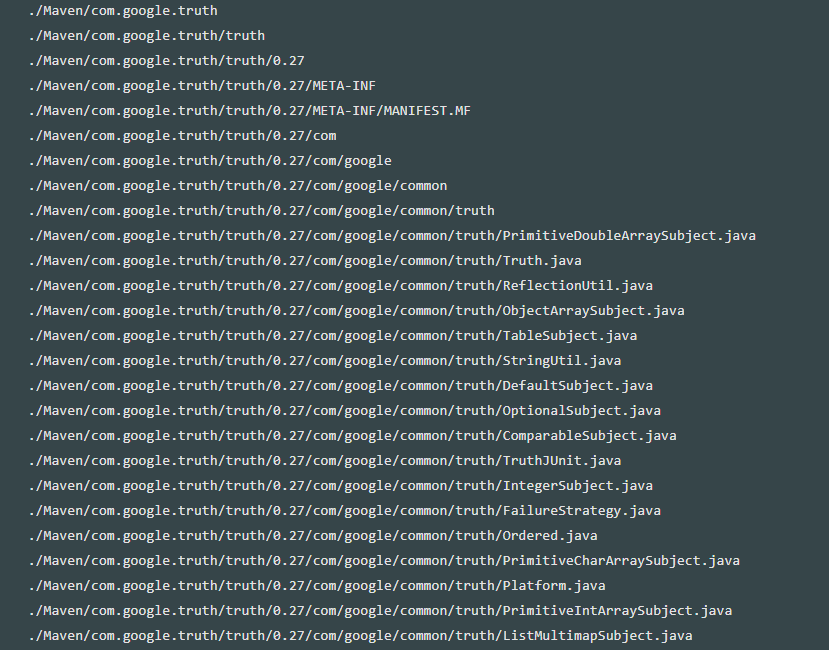 ./Maven/com.google.truth
./Maven/com.google.truth/truth
./Maven/com.google.truth/truth/0.27
./Maven/com.google.truth/truth/0.27/META-INF
./Maven/com.google.truth/truth/0.27/META-INF/MANIFEST.MF
./Maven/com.google.truth/truth/0.27/com
./Maven/com.google.truth/truth/0.27/com/google
./Maven/com.google.truth/truth/0.27/com/google/common
./Maven/com.google.truth/truth/0.27/com/google/common/truth
./Maven/com.google.truth/truth/0.27/com/google/common/truth/PrimitiveDoubleArraySubject.java
./Maven/com.google.truth/truth/0.27/com/google/common/truth/Truth.java
./Maven/com.google.truth/truth/0.27/com/google/common/truth/ReflectionUtil.java
./Maven/com.google.truth/truth/0.27/com/google/common/truth/ObjectArraySubject.java
./Maven/com.google.truth/truth/0.27/com/google/common/truth/TableSubject.java
./Maven/com.google.truth/truth/0.27/com/google/common/truth/StringUtil.java
./Maven/com.google.truth/truth/0.27/com/google/common/truth/DefaultSubject.java
./Maven/com.google.truth/truth/0.27/com/google/common/truth/OptionalSubject.java
./Maven/com.google.truth/truth/0.27/com/google/common/truth/ComparableSubject.java
./Maven/com.google.truth/truth/0.27/com/google/common/truth/TruthJUnit.java
./Maven/com.google.truth/truth/0.27/com/google/common/truth/IntegerSubject.java
./Maven/com.google.truth/truth/0.27/com/google/common/truth/FailureStrategy.java
./Maven/com.google.truth/truth/0.27/com/google/common/truth/Ordered.java
./Maven/com.google.truth/truth/0.27/com/google/common/truth/PrimitiveCharArraySubject.java
./Maven/com.google.truth/truth/0.27/com/google/common/truth/Platform.java
./Maven/com.google.truth/truth/0.27/com/google/common/truth/PrimitiveIntArraySubject.java
./Maven/com.google.truth/truth/0.27/com/google/common/truth/ListMultimapSubject.java